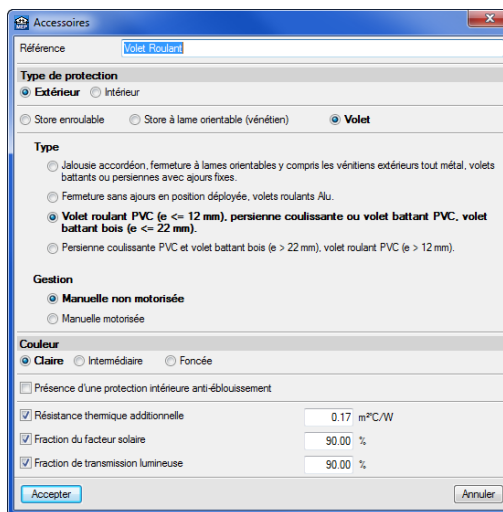 MEP Accessoires
Référence Volet Roulant
Type de protection
Extérieur Intérieur
Store enroulable Store à lame orientable (vénétien) Volet
Type
Jalousie accordéon, fermeture à lames orientables y compris les vénitiens extérieurs tout métal, volets
battants ou persiennes avec ajours fixes.
Fermeture sans ajours en position déployée, volets roulants Alu.
Volet roulant PVC (e <= 12 mm), persienne coulissante ou volet battant PVC, volet
battant bois (e <= 22 mm).
Persienne coulissante PVC et volet battant bois (e > 22 mm), volet roulant PVC (e > 12 mm).
Gestion
Manuelle non motorisée
Manuelle motorisée
Couleur
Claire Intermédiaire Foncée
Présence d'une protection intérieure anti-éblouissement
Résistance thermique additionnelle 0.17 m²°C/W
Fraction du facteur solaire 90.00 %
Fraction de transmission lumineuse 90.00 %
Accepter Annuler